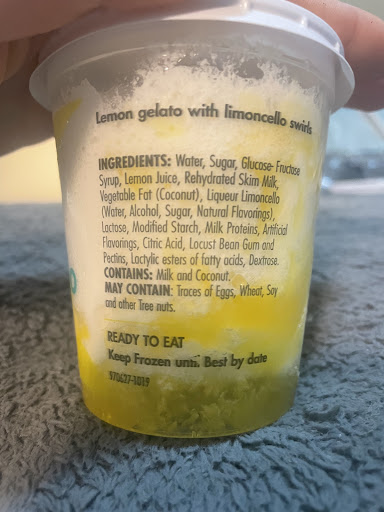 Lemon gelato with limoncello swirls
INGREDIENTS: Water, Sugar, Glucose-Fructose
Syrup, Lemon Juice, Rehydrated Skim Milk,
Vegetable Fat (Coconut), Liqueur Limoncello
(Water, Alcohol, Sugar, Natural Flavorings),
Lactose, Modified Starch, Milk Proteins, Artificial
Flavorings, Citric Acid, Locust Bean Gum and
Pectins, Lactylic esters of fatty acids, Dextrose.
CONTAINS: Milk and Coconut.
MAY CONTAIN: Traces of Eggs, Wheat, Soy
and other Tree nuts.
READY TO EAT
Keep Frozen until Best by date
970627-1019